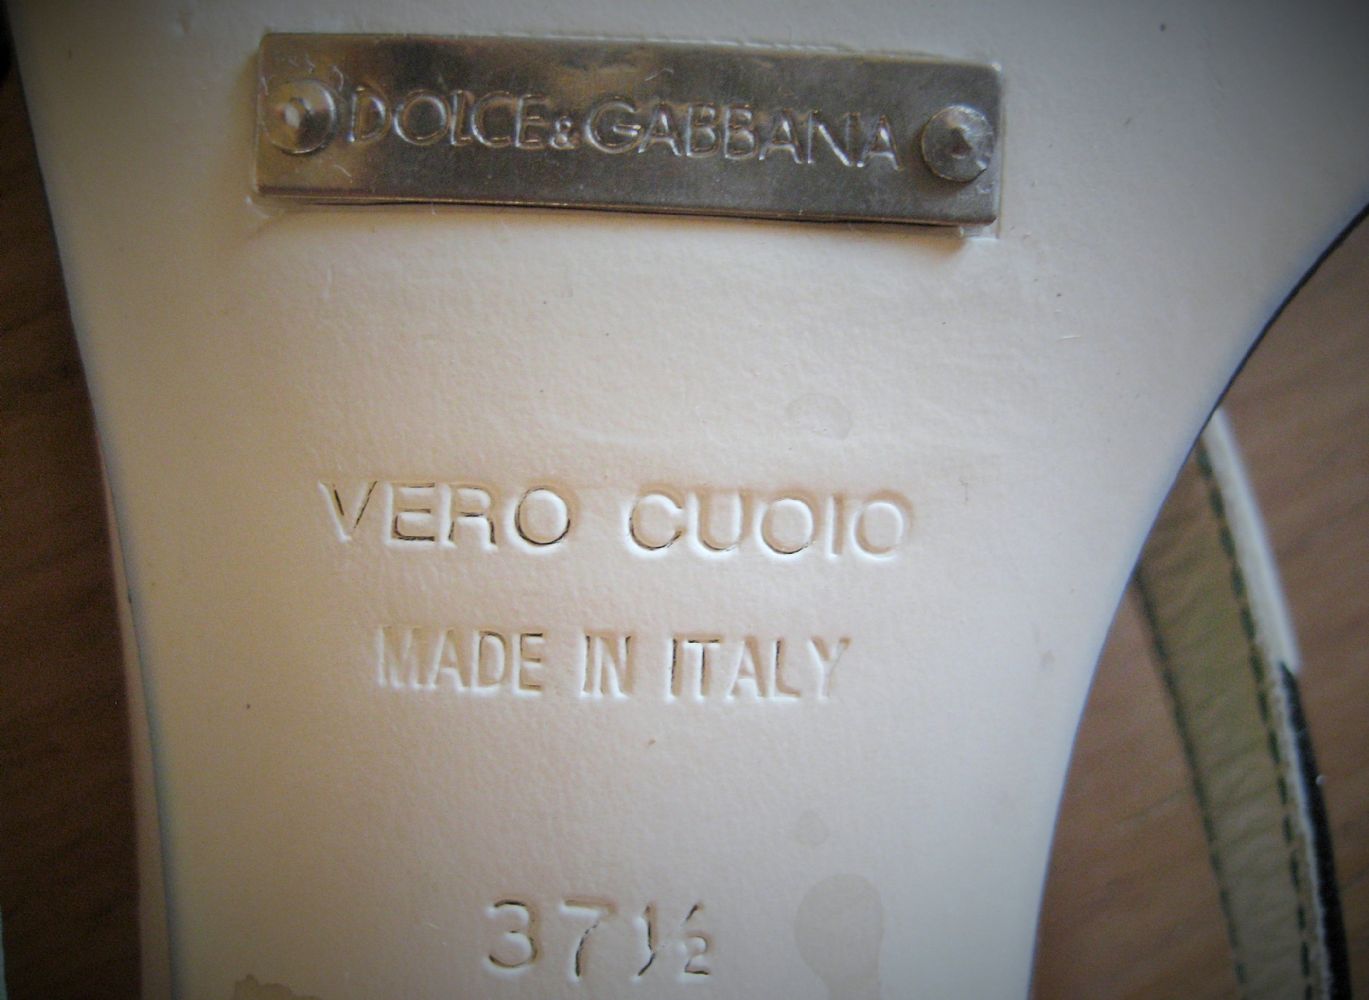 DOLCE&GABBANA
VERO CUOIO
MADE IN ITALY
37½